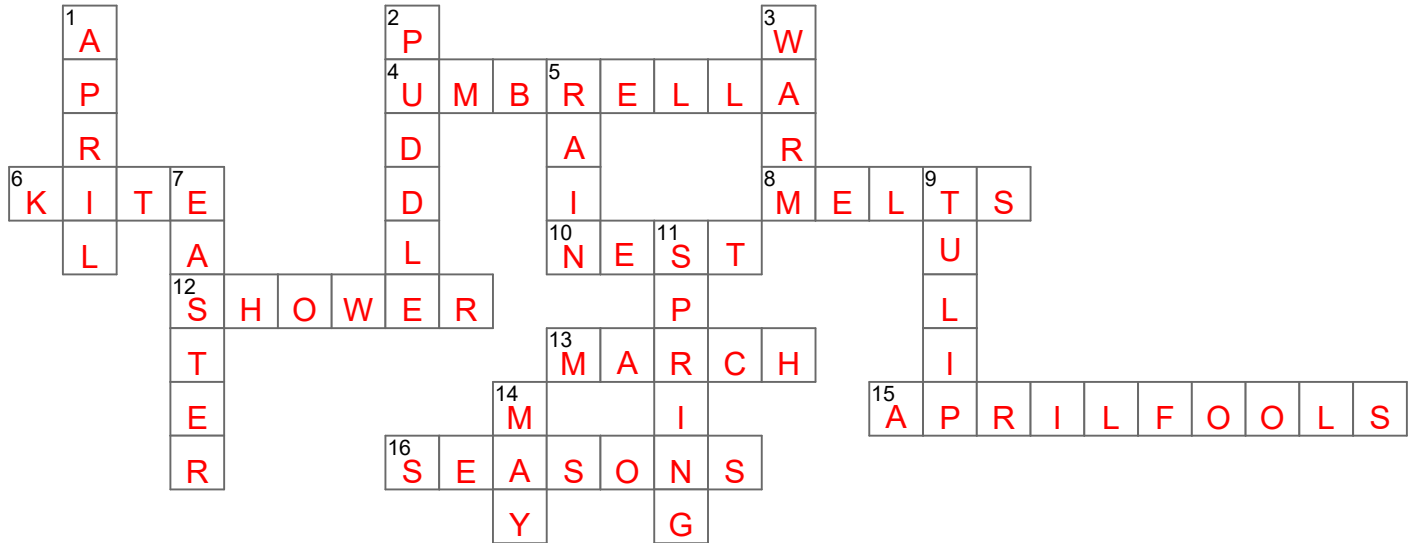 1 2 3
A P W
4 5
P U M B R E L L A
R D A R
6 7 8 9
K I T E D I M E L T S
10 11
L A L N E S T U
12
S H O W E R P L
13
T M A R C H I
14 15
E M I A P R I L F O O L S
16
R S E A S O N S
Y G